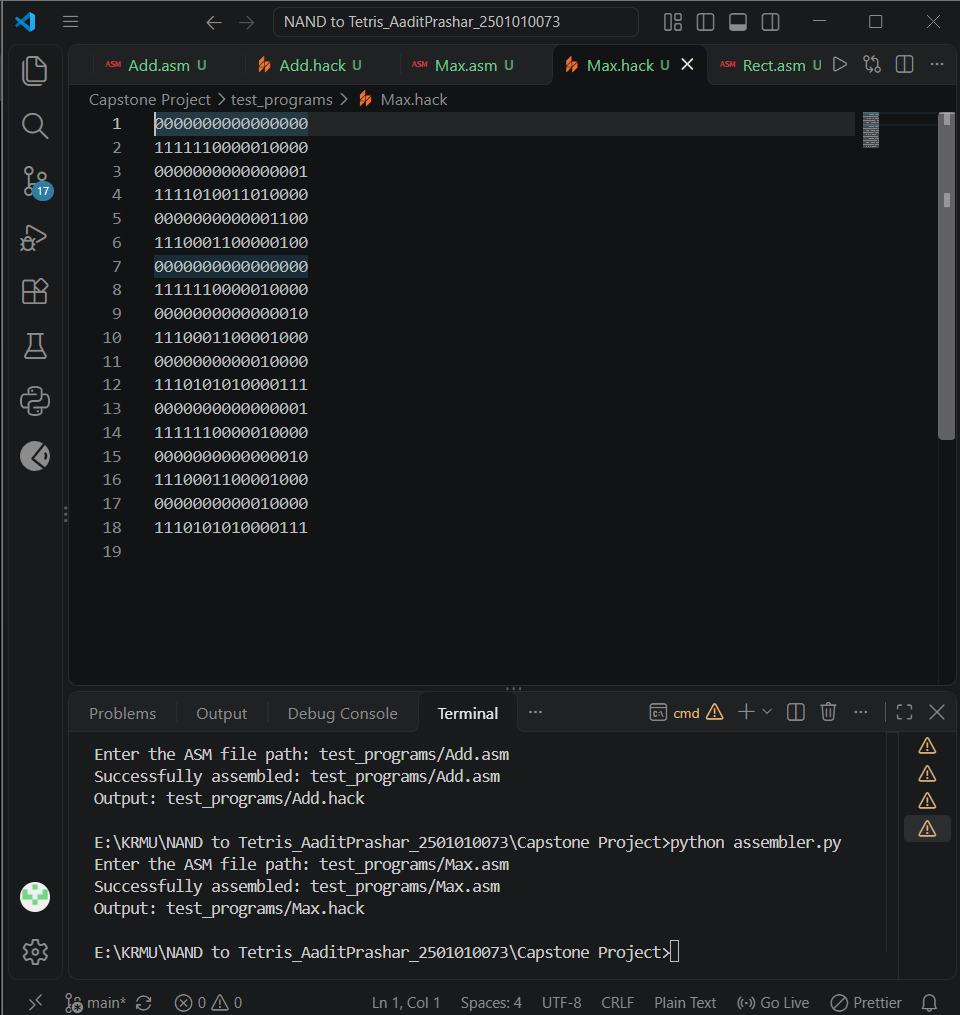 NAND to Tetris_AaditPrashar_2501010073
ASM Add.asm U Add.hack U ASM Max.asm U Max.hack U ASM Rect.asm U
Capstone Project > test_programs > Max.hack
1 0000000000000000
2 1111110000010000
3 0000000000000001
4 1111010011010000
5 0000000000001100
6 1110001100000100
7 0000000000000000
8 1111110000010000
9 0000000000000010
10 1110001100001000
11 0000000000010000
12 1110101010000111
13 0000000000000001
14 1111110000010000
15 0000000000000010
16 1110001100001000
17 0000000000010000
18 1110101010000111
19
17
Problems Output Debug Console Terminal ... cmd
Enter the ASM file path: test_programs/Add.asm
Successfully assembled: test_programs/Add.asm
Output: test_programs/Add.hack
E:\KRMU\NAND to Tetris_AaditPrashar_2501010073\Capstone Project>python assembler.py
Enter the ASM file path: test_programs/Max.asm
Successfully assembled: test_programs/Max.asm
Output: test_programs/Max.hack
E:\KRMU\NAND to Tetris_AaditPrashar_2501010073\Capstone Project>
main* 0 0 Ln 1, Col 1 Spaces: 4 UTF-8 CRLF Plain Text Go Live Prettier